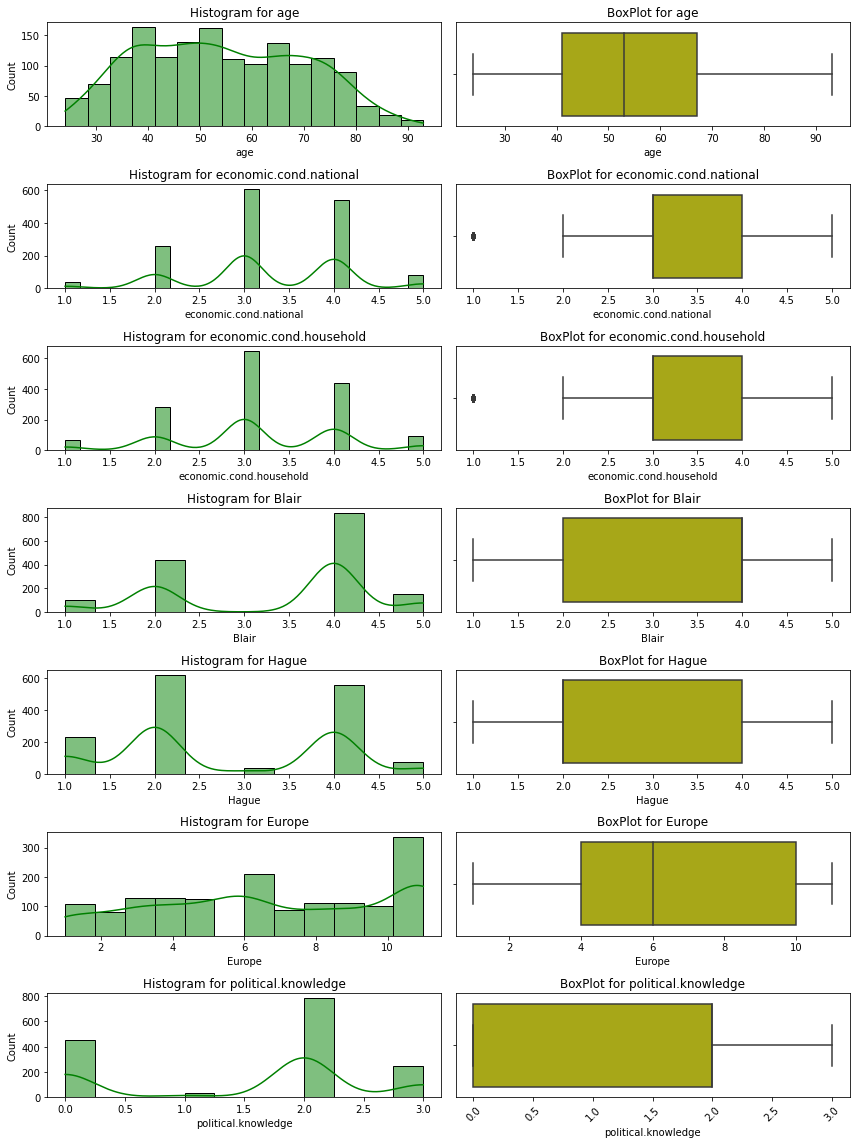 Histogram for age
BoxPlot for age
Count
150
100
50
0
30 40 50 60 70 80 90
age
30 40 50 60 70 80 90
age
Histogram for economic.cond.national
BoxPlot for economic.cond.national
Count
600
400
200
0
1.0 1.5 2.0 2.5 3.0 3.5 4.0 4.5 5.0
economic.cond.national
1.0 1.5 2.0 2.5 3.0 3.5 4.0 4.5 5.0
economic.cond.national
Histogram for economic.cond.household
BoxPlot for economic.cond.household
Count
600
400
200
0
1.0 1.5 2.0 2.5 3.0 3.5 4.0 4.5 5.0
economic.cond.household
1.0 1.5 2.0 2.5 3.0 3.5 4.0 4.5 5.0
economic.cond.household
Histogram for Blair
BoxPlot for Blair
Count
800
600
400
200
0
1.0 1.5 2.0 2.5 3.0 3.5 4.0 4.5 5.0
Blair
1.0 1.5 2.0 2.5 3.0 3.5 4.0 4.5 5.0
Blair
Histogram for Hague
BoxPlot for Hague
Count
600
400
200
0
1.0 1.5 2.0 2.5 3.0 3.5 4.0 4.5 5.0
Hague
1.0 1.5 2.0 2.5 3.0 3.5 4.0 4.5 5.0
Hague
Histogram for Europe
BoxPlot for Europe
Count
300
200
100
0
2 4 6 8 10
Europe
2 4 6 8 10
Europe
Histogram for political.knowledge
BoxPlot for political.knowledge
Count
800
600
400
200
0
0.0 0.5 1.0 1.5 2.0 2.5 3.0
political.knowledge
0.0 0.5 1.0 1.5 2.0 2.5 3.0
political.knowledge